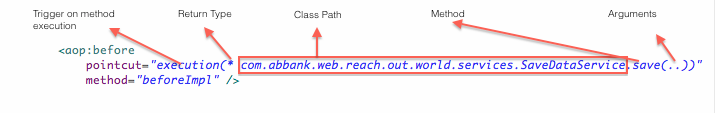 Trigger on method execution
Return Type
Class Path
Method
Arguments
<aop:before
pointcut="execution(* com.abbank.web.reach.out.world.services.SaveDataService.save(..))"
method="beforeImpl" />